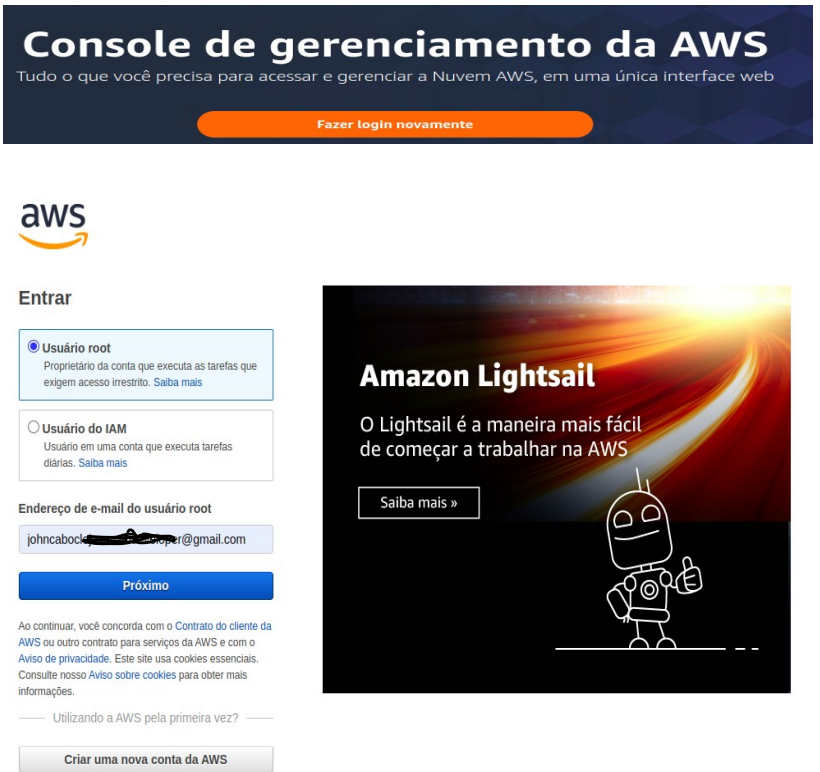 Console de gerenciamento da AWS
Tudo o que você precisa para acessar e gerenciar a Nuvem AWS, em uma única interface web
Fazer login novamente
aws
Entrar
Usuário root
Proprietário da conta que executa as tarefas que
exigem acesso irrestrito. Saiba mais
Usuário do IAM
Usuário em uma conta que executa tarefas
diárias. Saiba mais
Endereço de e-mail do usuário root
johncabock oper@gmail.com
Próximo
Ao continuar, você concorda com o Contrato do cliente da
AWS ou outro contrato para serviços da AWS e com o
Aviso de privacidade. Este site usa cookies essenciais.
Consulte nosso Aviso sobre cookies para obter mais
informações.
Utilizando a AWS pela primeira vez?
Criar uma nova conta da AWS
Amazon Lightsail
O Lightsail é a maneira mais fácil
de começar a trabalhar na AWS
Saiba mais »